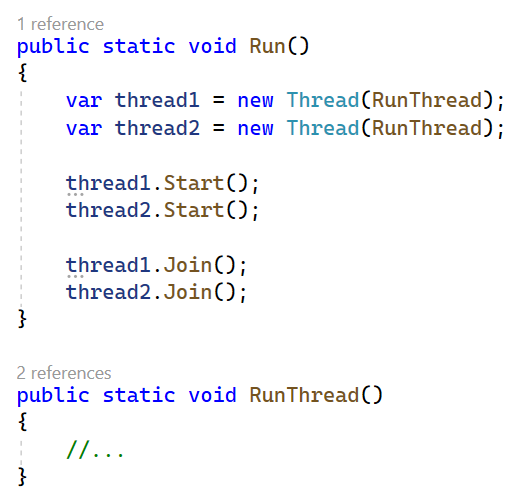 1 reference
public static void Run()
{
    var thread1 = new Thread(RunThread);
    var thread2 = new Thread(RunThread);

    thread1.Start();
    thread2.Start();

    thread1.Join();
    thread2.Join();
}

2 references
public static void RunThread()
{
    //...
}